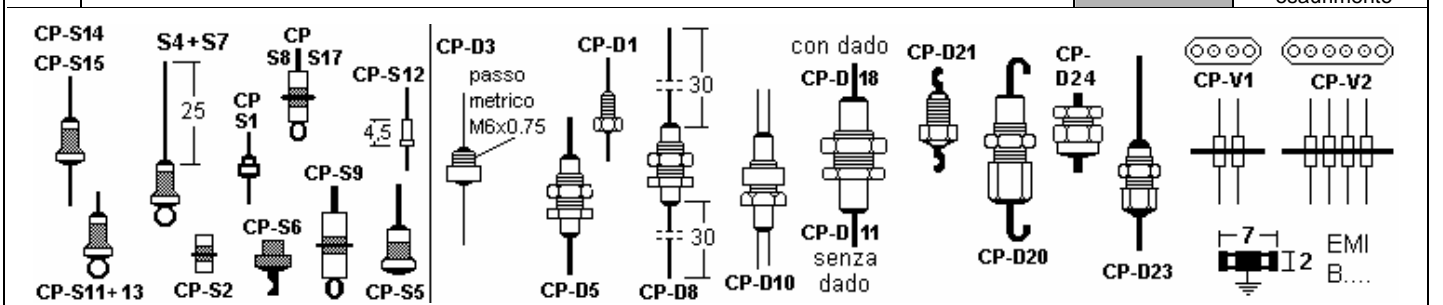 esaurimento
CP-S14
CP-S15
S4+S7
25
CP
S8 S17
CP
S1
CP-S12
4,5
CP-S9
CP-S6
CP-S11+13
CP-S2
CP-S5
CP-D3
passo
metrico
M6x0.75
CP-D1
30
30
CP-D5
CP-D8
CP-D10
con dado
CP-D 18
CP-D 11
senza
dado
CP-D21
CP-D20
CP-
D24
CP-D23
CP-V1
CP-V2
7
2
EMI
B....